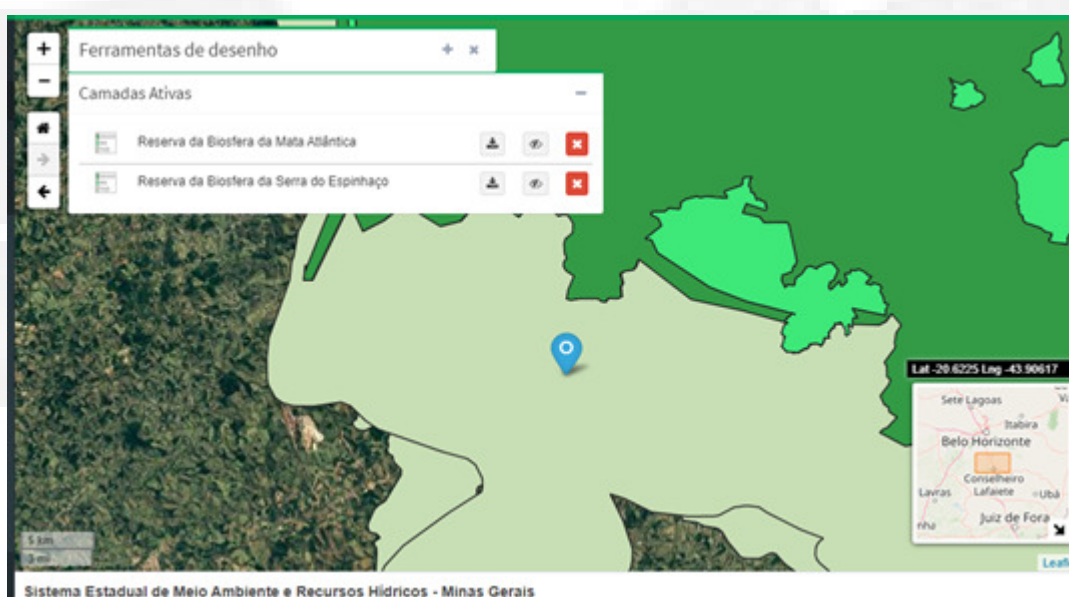 Ferramentas de desenho
Camadas Ativas
Reserva da Biosfera da Mata Atlântica
Reserva da Biosfera da Serra do Espinhaço
Lat -20.6225 Lng -43.90617
Sete Lagoas
Itabira
Belo Horizonte
Conselheiro
Lafaiete
Lavras
Ubá
Juiz de Fora
nha
5 km
3 mi
Leafl
Sistema Estadual de Meio Ambiente e Recursos Hídricos - Minas Gerais